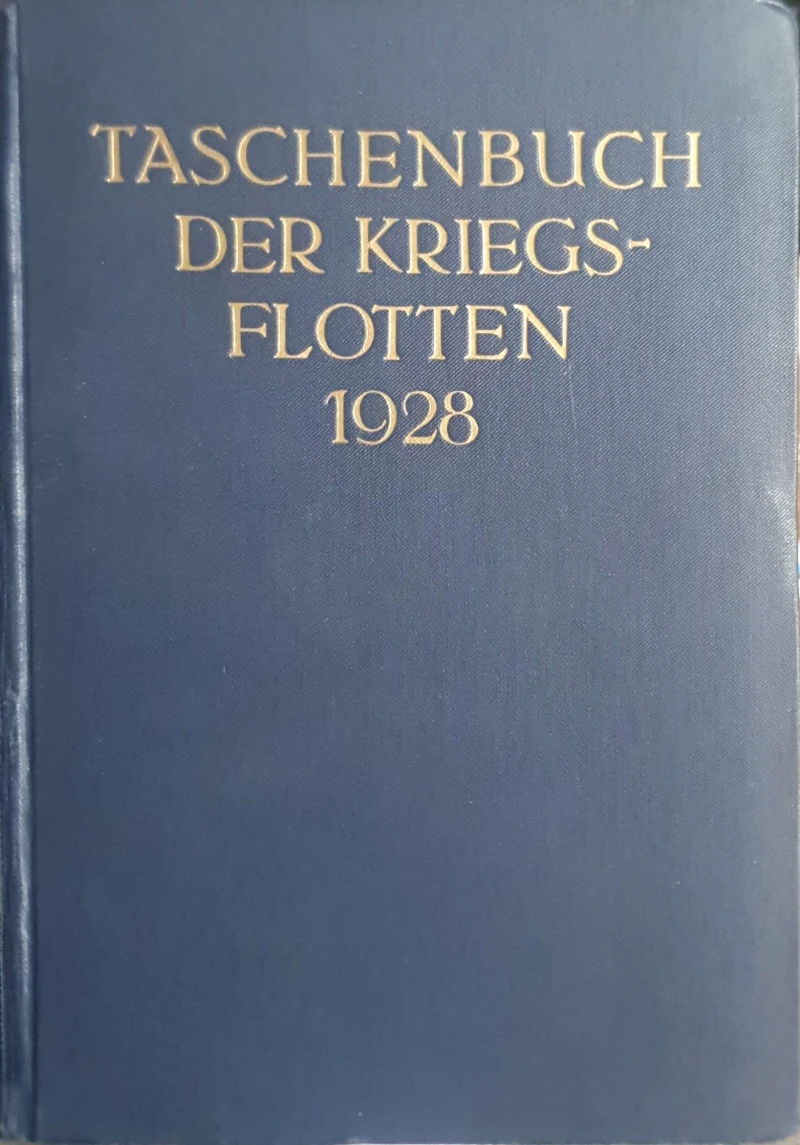 TASCHENBUCH
DER KRIEGS-
FLOTTEN
1928